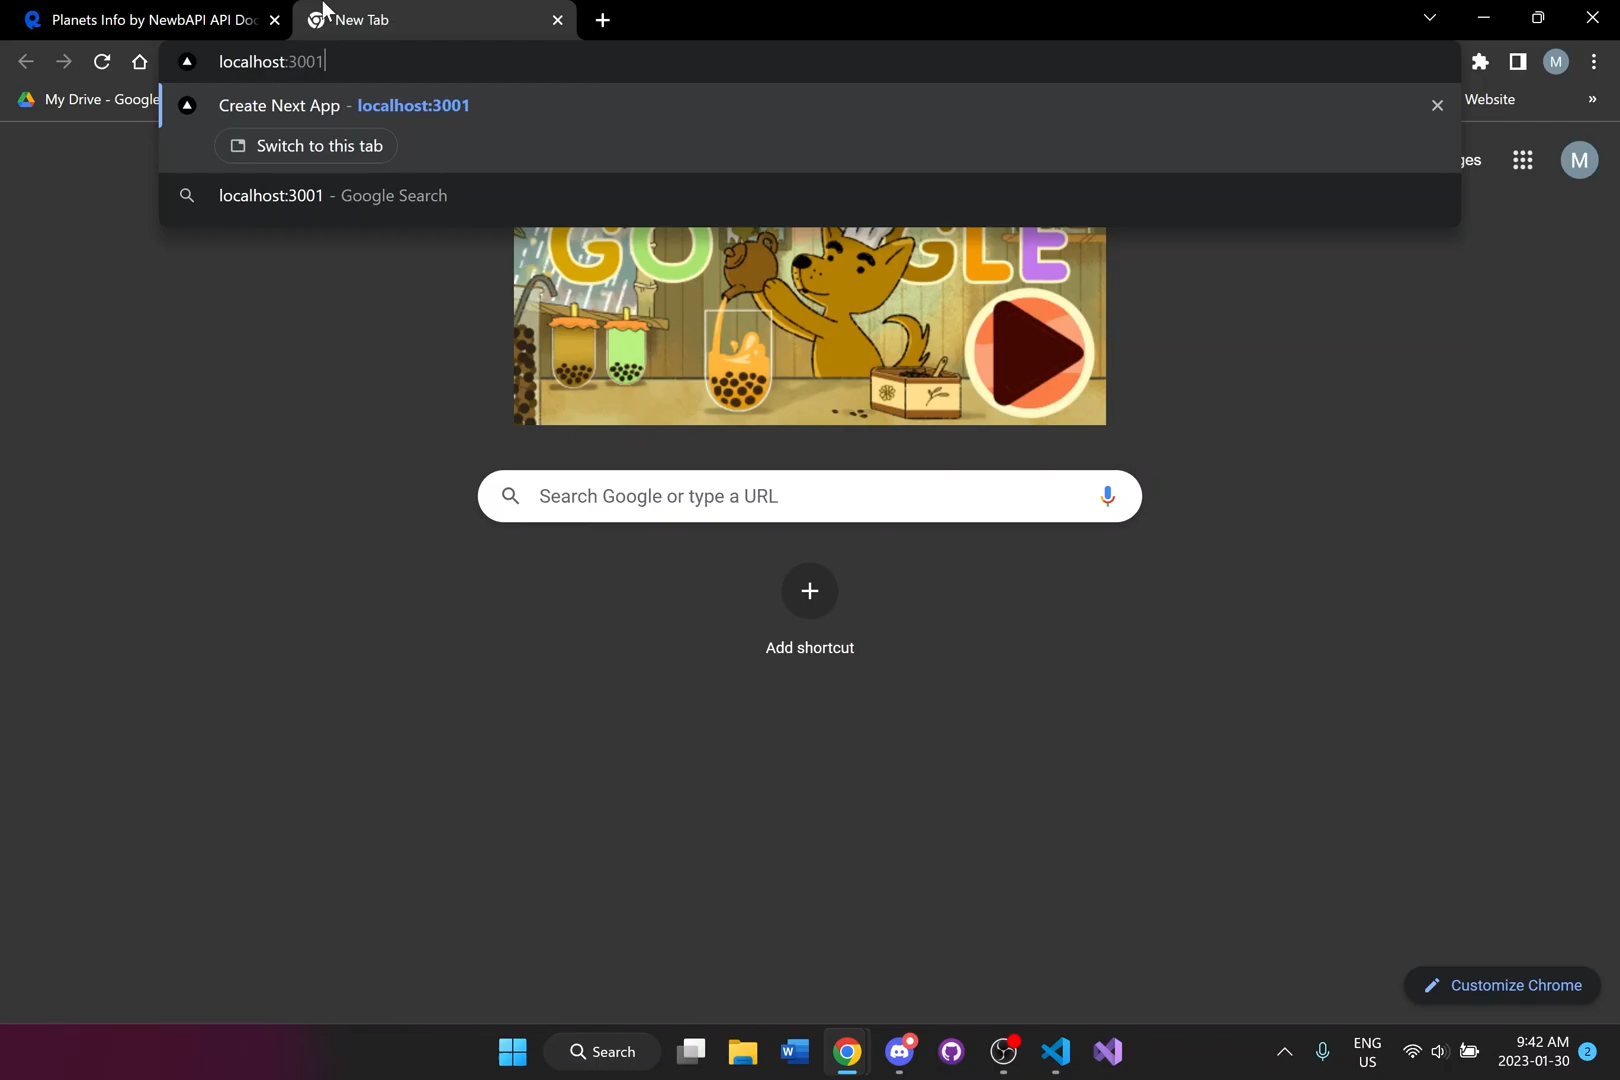 Planets Info by NewbAPI API Doc
New Tab
localhost:3001
My Drive - Google
Create Next App - localhost:3001
Website
»
Switch to this tab
ges
M
localhost:3001 - Google Search
GOOGLE
Search Google or type a URL
Add shortcut
Customize Chrome
Search
ENG
US
9:42 AM
2023-01-30
2
M